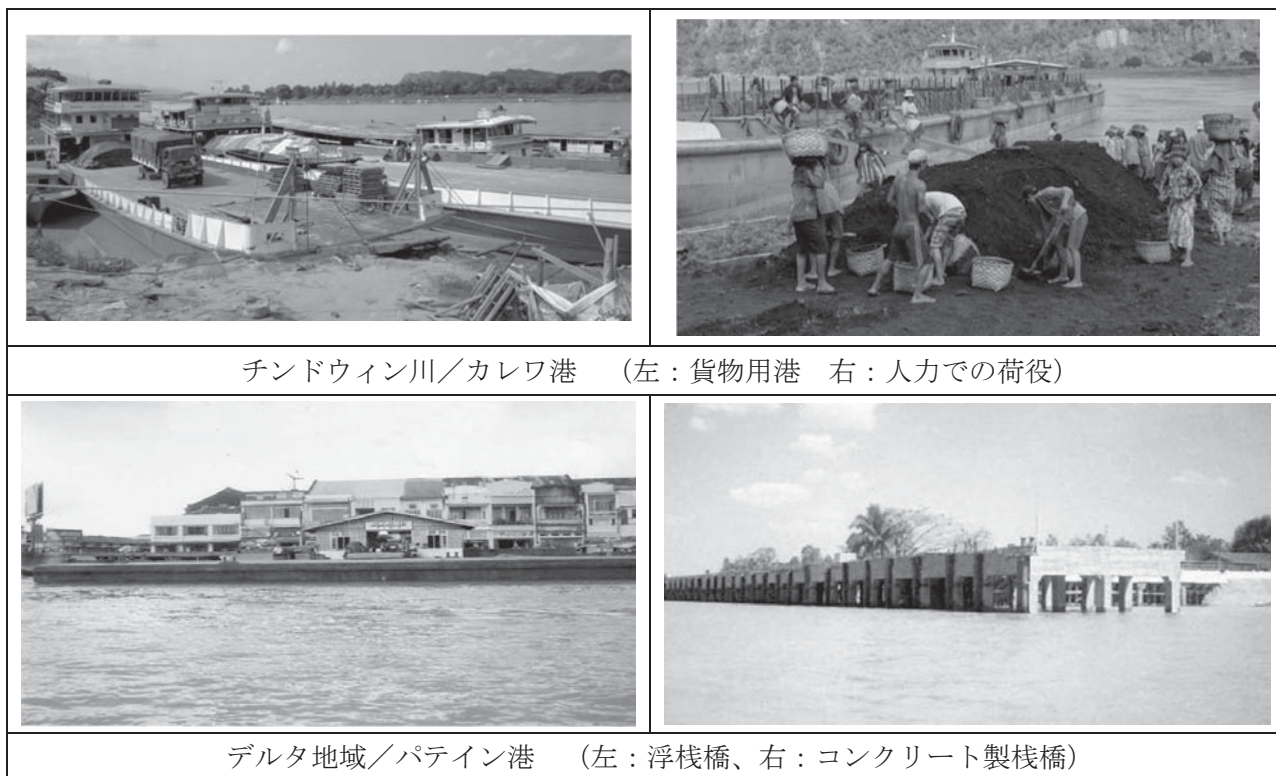 チンドウィン川／カレワ港　（左：貨物用港　右：人力での荷役）
デルタ地域／パテイン港　（左：浮桟橋、右：コンクリート製桟橋）